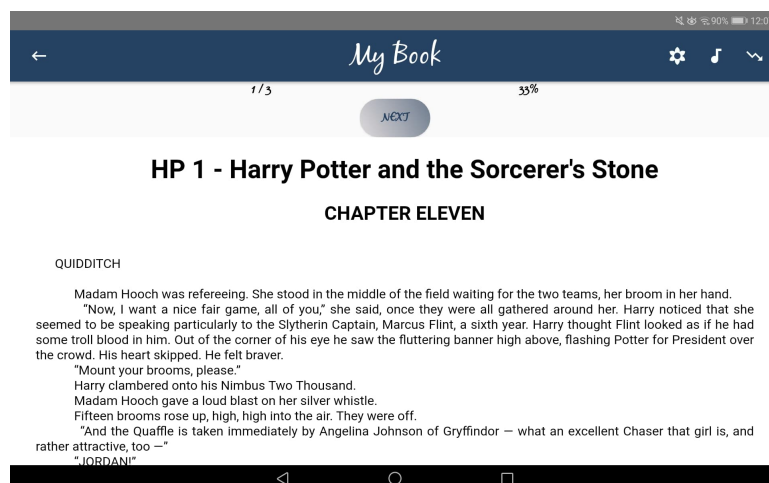 90% 12:0
My Book
1/3 33%
NEXT
HP 1 - Harry Potter and the Sorcerer's Stone
CHAPTER ELEVEN
QUIDDITCH
Madam Hooch was refereeing. She stood in the middle of the field waiting for the two teams, her broom in her hand.
“Now, I want a nice fair game, all of you,” she said, once they were all gathered around her. Harry noticed that she
seemed to be speaking particularly to the Slytherin Captain, Marcus Flint, a sixth year. Harry thought Flint looked as if he had
some troll blood in him. Out of the corner of his eye he saw the fluttering banner high above, flashing Potter for President over
the crowd. His heart skipped. He felt braver.
“Mount your brooms, please.”
Harry clambered onto his Nimbus Two Thousand.
Madam Hooch gave a loud blast on her silver whistle.
Fifteen brooms rose up, high, high into the air. They were off.
“And the Quaffle is taken immediately by Angelina Johnson of Gryffindor — what an excellent Chaser that girl is, and
rather attractive, too —”
“JORDAN!”